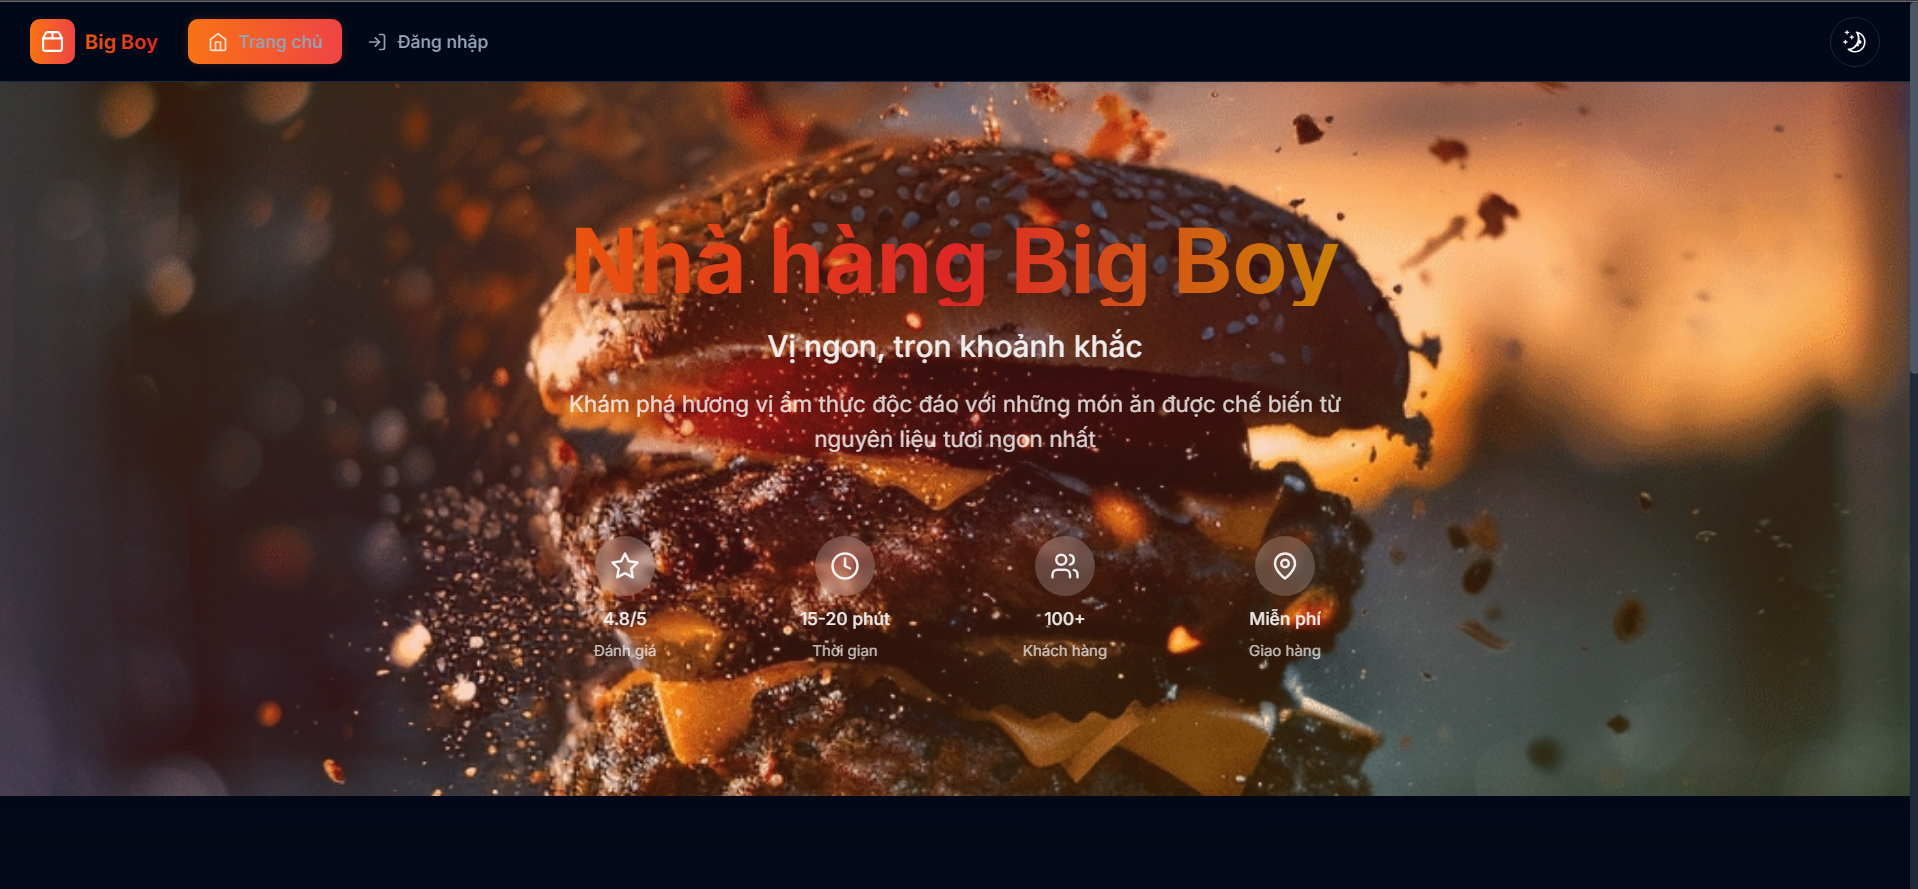 Big Boy
Trang chủ
Đăng nhập
Nhà hàng Big Boy
Vị ngon, trọn khoảnh khắc
Khám phá hương vị ẩm thực độc đáo với những món ăn được chế biến từ
nguyên liệu tươi ngon nhất
4.8/5
15-20 phút
100+
Miễn phí
Đánh giá
Thời gian
Khách hàng
Giao hàng